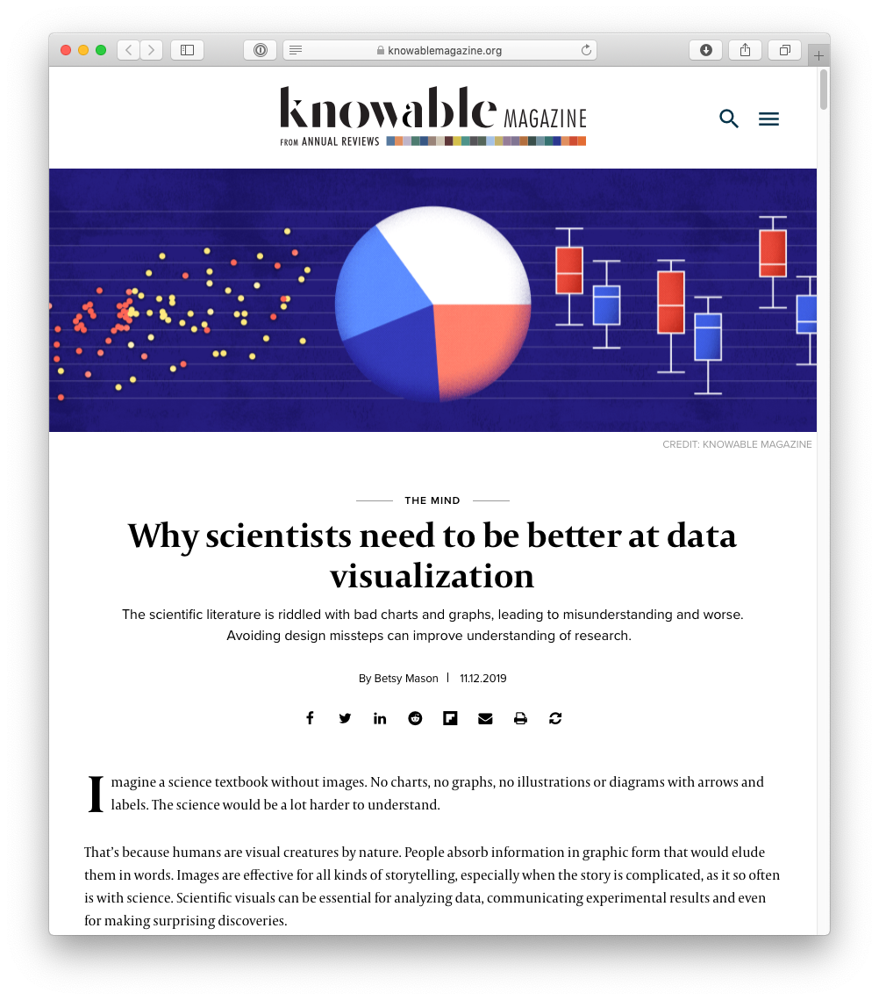 knowablemagazine.org
knowable MAGAZINE
FROM ANNUAL REVIEWS
CREDIT: KNOWABLE MAGAZINE
THE MIND
Why scientists need to be better at data
visualization
The scientific literature is riddled with bad charts and graphs, leading to misunderstanding and worse.
Avoiding design missteps can improve understanding of research.
By Betsy Mason | 11.12.2019
Imagine a science textbook without images. No charts, no graphs, no illustrations or diagrams with arrows and
labels. The science would be a lot harder to understand.
That’s because humans are visual creatures by nature. People absorb information in graphic form that would elude
them in words. Images are effective for all kinds of storytelling, especially when the story is complicated, as it so often
is with science. Scientific visuals can be essential for analyzing data, communicating experimental results and even
for making surprising discoveries.